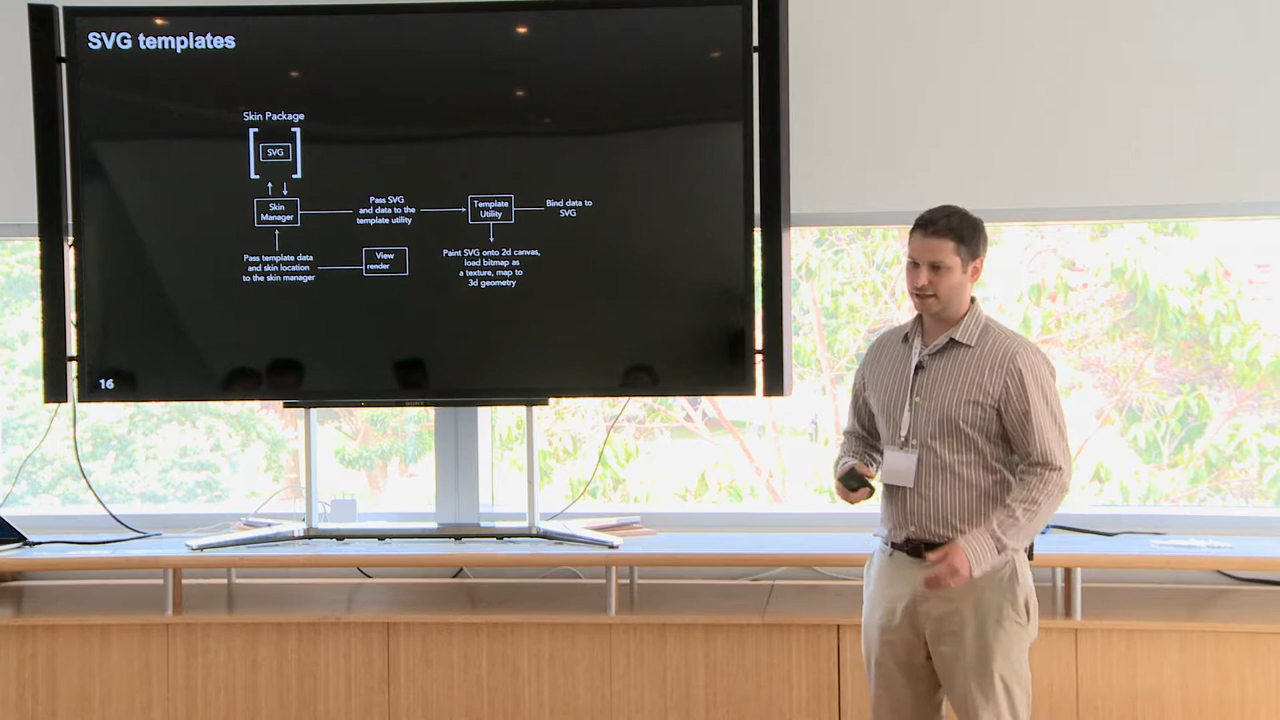 SVG templates
Skin Package
SVG
Skin
Manager
Pass SVG
and data to the
template utility
Template
Utility
Bind data to
SVG
Pass template data
and skin location
to the skin manager
View
render
Paint SVG onto 2d canvas,
load bitmap as
a texture, map to
3d geometry
16
SONY